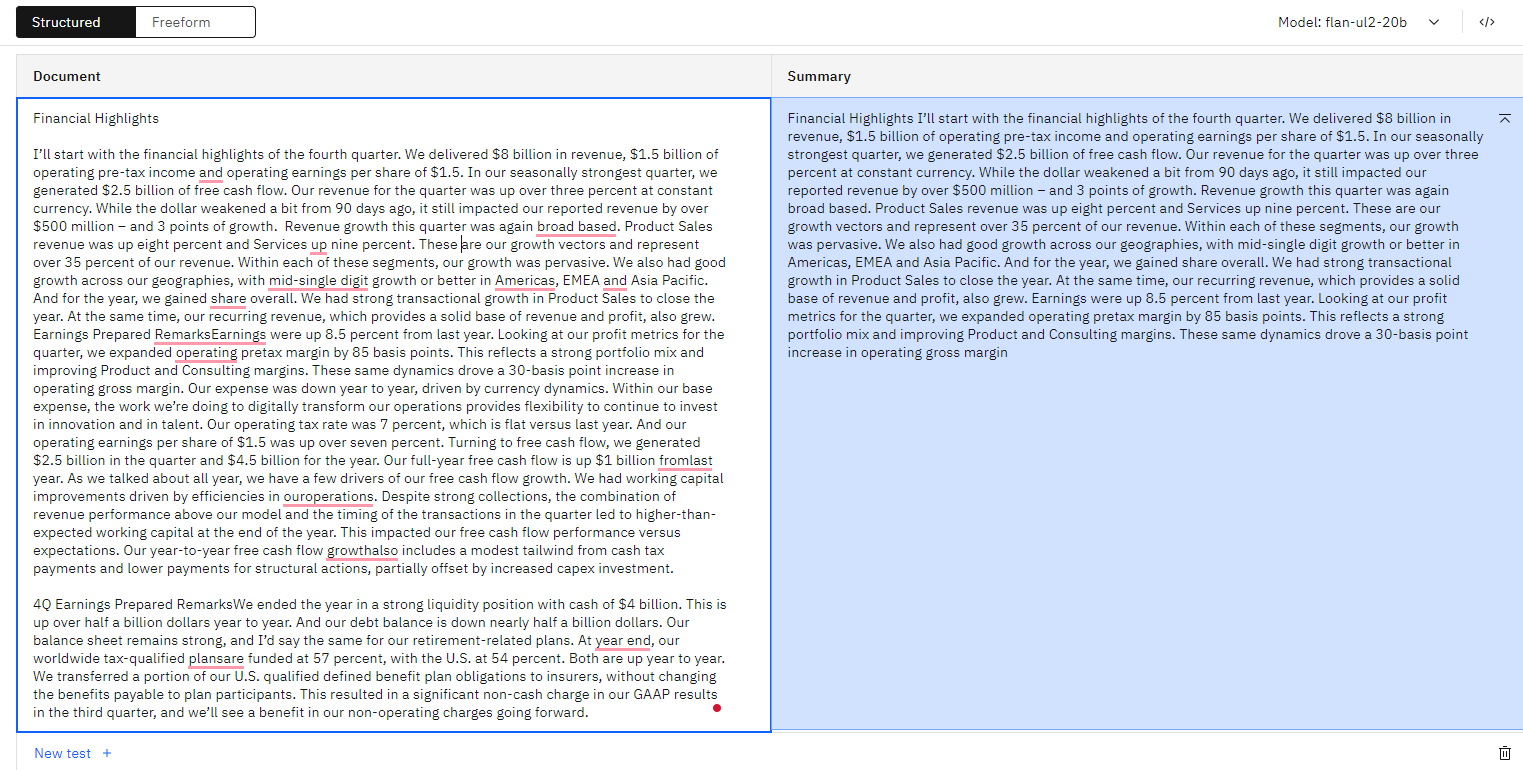 Structured
Freeform
Model: flan-ul2-20b
</>
Document
Summary
Financial Highlights
I'll start with the financial highlights of the fourth quarter. We delivered $8 billion in revenue, $1.5 billion of
operating pre-tax income and operating earnings per share of $1.5. In our seasonally strongest quarter, we
generated $2.5 billion of free cash flow. Our revenue for the quarter was up over three percent at constant
currency. While the dollar weakened a bit from 90 days ago, it still impacted our reported revenue by over
$500 million – and 3 points of growth.  Revenue growth this quarter was again broad based. Product Sales
revenue was up eight percent and Services up nine percent. These are our growth vectors and represent
over 35 percent of our revenue. Within each of these segments, our growth was pervasive. We also had good
growth across our geographies, with mid-single digit growth or better in Americas, EMEA and Asia Pacific.
And for the year, we gained share overall. We had strong transactional growth in Product Sales to close the
year. At the same time, our recurring revenue, which provides a solid base of revenue and profit, also grew.
Earnings Prepared RemarksEarnings were up 8.5 percent from last year. Looking at our profit metrics for the
quarter, we expanded operating pretax margin by 85 basis points. This reflects a strong portfolio mix and
improving Product and Consulting margins. These same dynamics drove a 30-basis point increase in
operating gross margin. Our expense was down year to year, driven by currency dynamics. Within our base
expense, the work we're doing to digitally transform our operations provides flexibility to continue to invest
in innovation and in talent. Our operating tax rate was 7 percent, which is flat versus last year. And our
operating earnings per share of $1.5 was up over seven percent. Turning to free cash flow, we generated
$2.5 billion in the quarter and $4.5 billion for the year. Our full-year free cash flow is up $1 billion fromlast
year. As we talked about all year, we have a few drivers of our free cash flow growth. We had working capital
improvements driven by efficiencies in ouroperations. Despite strong collections, the combination of
revenue performance above our model and the timing of the transactions in the quarter led to higher-than-
expected working capital at the end of the year. This impacted our free cash flow performance versus
expectations. Our year-to-year free cash flow growthalso includes a modest tailwind from cash tax
payments and lower payments for structural actions, partially offset by increased capex investment.
4Q Earnings Prepared RemarksWe ended the year in a strong liquidity position with cash of $4 billion. This is
up over half a billion dollars year to year. And our debt balance is down nearly half a billion dollars. Our
balance sheet remains strong, and I'd say the same for our retirement-related plans. At year end, our
worldwide tax-qualified plansare funded at 57 percent, with the U.S. at 54 percent. Both are up year to year.
We transferred a portion of our U.S. qualified defined benefit plan obligations to insurers, without changing
the benefits payable to plan participants. This resulted in a significant non-cash charge in our GAAP results
in the third quarter, and we'll see a benefit in our non-operating charges going forward.
Financial Highlights I'll start with the financial highlights of the fourth quarter. We delivered $8 billion in
revenue, $1.5 billion of operating pre-tax income and operating earnings per share of $1.5. In our seasonally
strongest quarter, we generated $2.5 billion of free cash flow. Our revenue for the quarter was up over three
percent at constant currency. While the dollar weakened a bit from 90 days ago, it still impacted our
reported revenue by over $500 million – and 3 points of growth. Revenue growth this quarter was again
broad based. Product Sales revenue was up eight percent and Services up nine percent. These are our
growth vectors and represent over 35 percent of our revenue. Within each of these segments, our growth
was pervasive. We also had good growth across our geographies, with mid-single digit growth or better in
Americas, EMEA and Asia Pacific. And for the year, we gained share overall. We had strong transactional
growth in Product Sales to close the year. At the same time, our recurring revenue, which provides a solid
base of revenue and profit, also grew. Earnings were up 8.5 percent from last year. Looking at our profit
metrics for the quarter, we expanded operating pretax margin by 85 basis points. This reflects a strong
portfolio mix and improving Product and Consulting margins. These same dynamics drove a 30-basis point
increase in operating gross margin
New test +